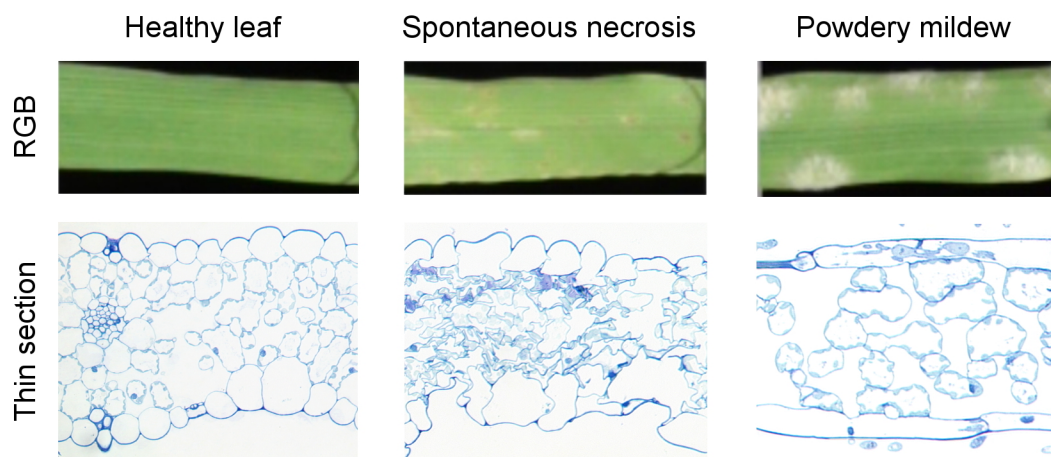 Healthy leaf
Spontaneous necrosis
Powdery mildew
RGB
Thin section